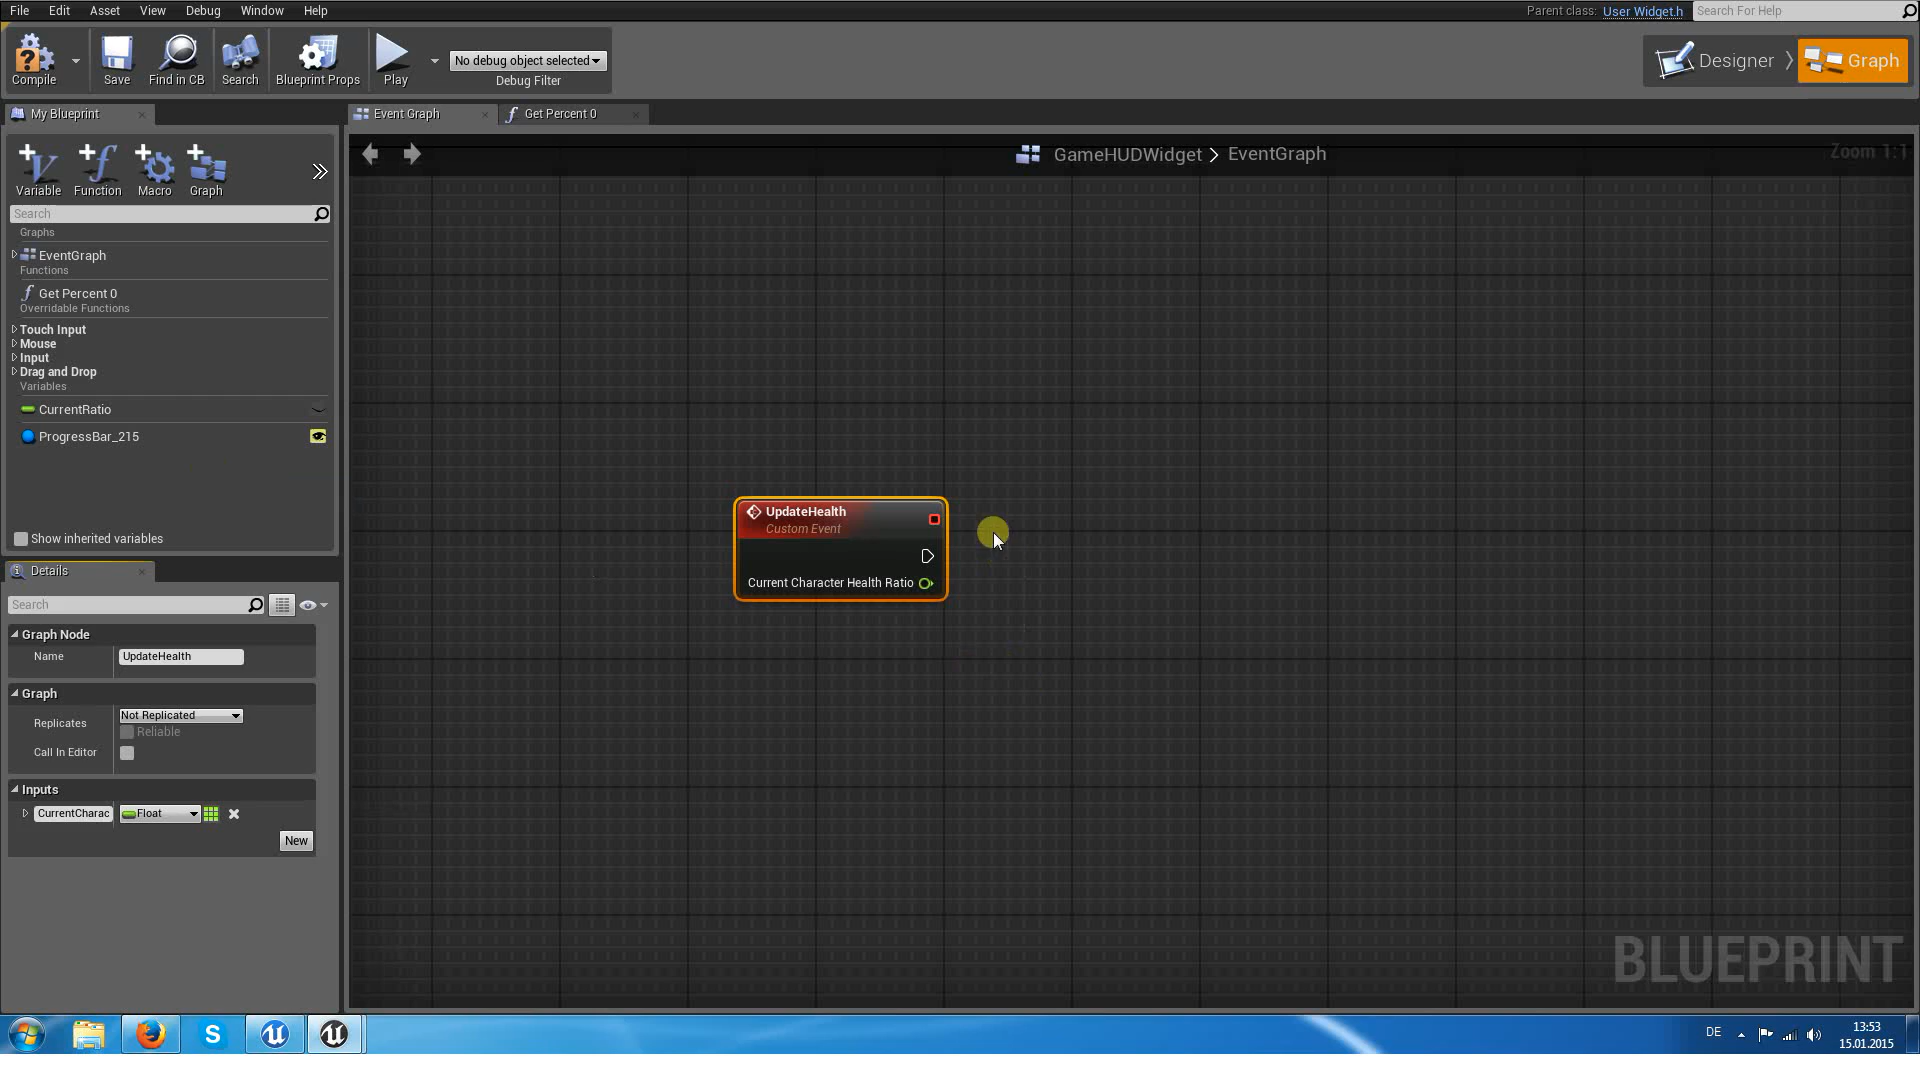 File Edit Asset View Debug Window Help
Parent class: User Widget.h Search For Help
Compile Save Find in CB Search Blueprint Props Play
No debug object selected
Debug Filter
Designer Graph
My Blueprint
Event Graph
Get Percent 0
Variable Function Macro Graph
GameHUDWidget > EventGraph
Zoom 1:1
Search
Graphs
EventGraph
Functions
Get Percent 0
Overridable Functions
Touch Input
Mouse
Input
Drag and Drop
Variables
CurrentRatio
ProgressBar_215
Show inherited variables
UpdateHealth
Custom Event
Current Character Health Ratio
Details
Search
Graph Node
Name UpdateHealth
Graph
Replicates Not Replicated
Reliable
Call In Editor
Inputs
CurrentCharac Float
New
BLUEPRINT
DE
13:53
15.01.2015